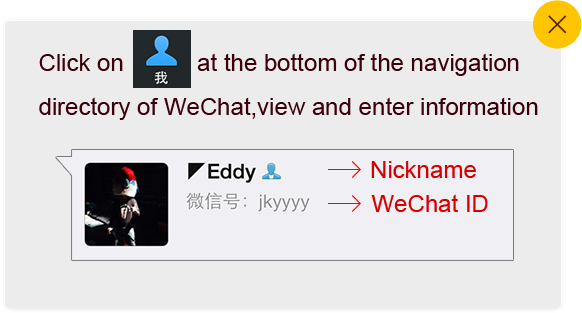 Click on 我 at the bottom of the navigation
directory of WeChat,view and enter information
◤Eddy Nickname
微信号：jkyyyy WeChat ID